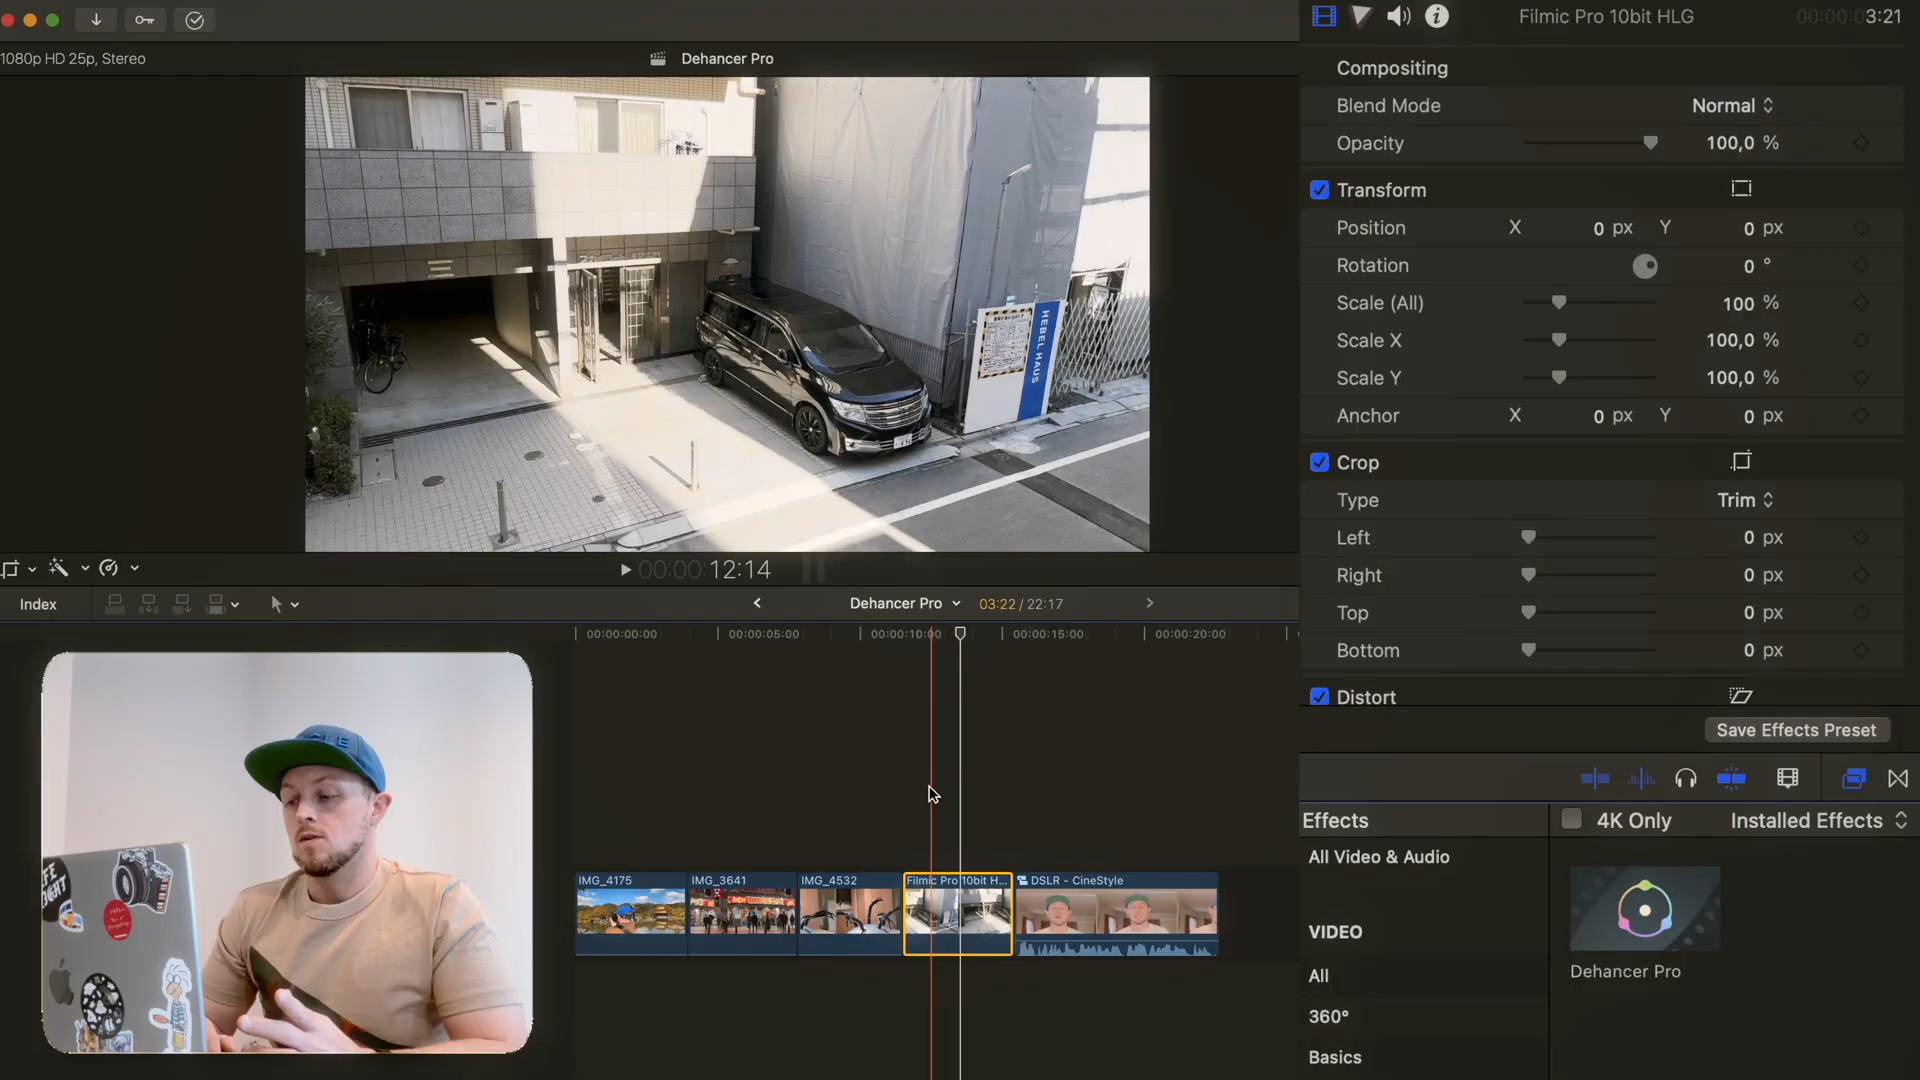 Filmic Pro 10bit HLG
00:00:03:21
1080p HD 25p, Stereo
Dehancer Pro
Compositing
Blend Mode
Normal
Opacity
100,0 %
Transform
Position
X
0 px
Y
0 px
Rotation
0 °
Scale (All)
100 %
Scale X
100,0 %
Scale Y
100,0 %
Anchor
X
0 px
Y
0 px
Crop
Type
Trim
Left
0 px
Right
0 px
Top
0 px
Bottom
0 px
Distort
Save Effects Preset
HEBEL HAUS
00:00:12:14
Index
Dehancer Pro
03:22 / 22:17
00:00:00:00
00:00:05:00
00:00:10:00
00:00:15:00
00:00:20:00
IMG_4175
IMG_3641
IMG_4532
Filmic Pro 10bit H...
DSLR - CineStyle
Effects
4K Only
Installed Effects
All Video & Audio
VIDEO
All
360°
Basics
Dehancer Pro